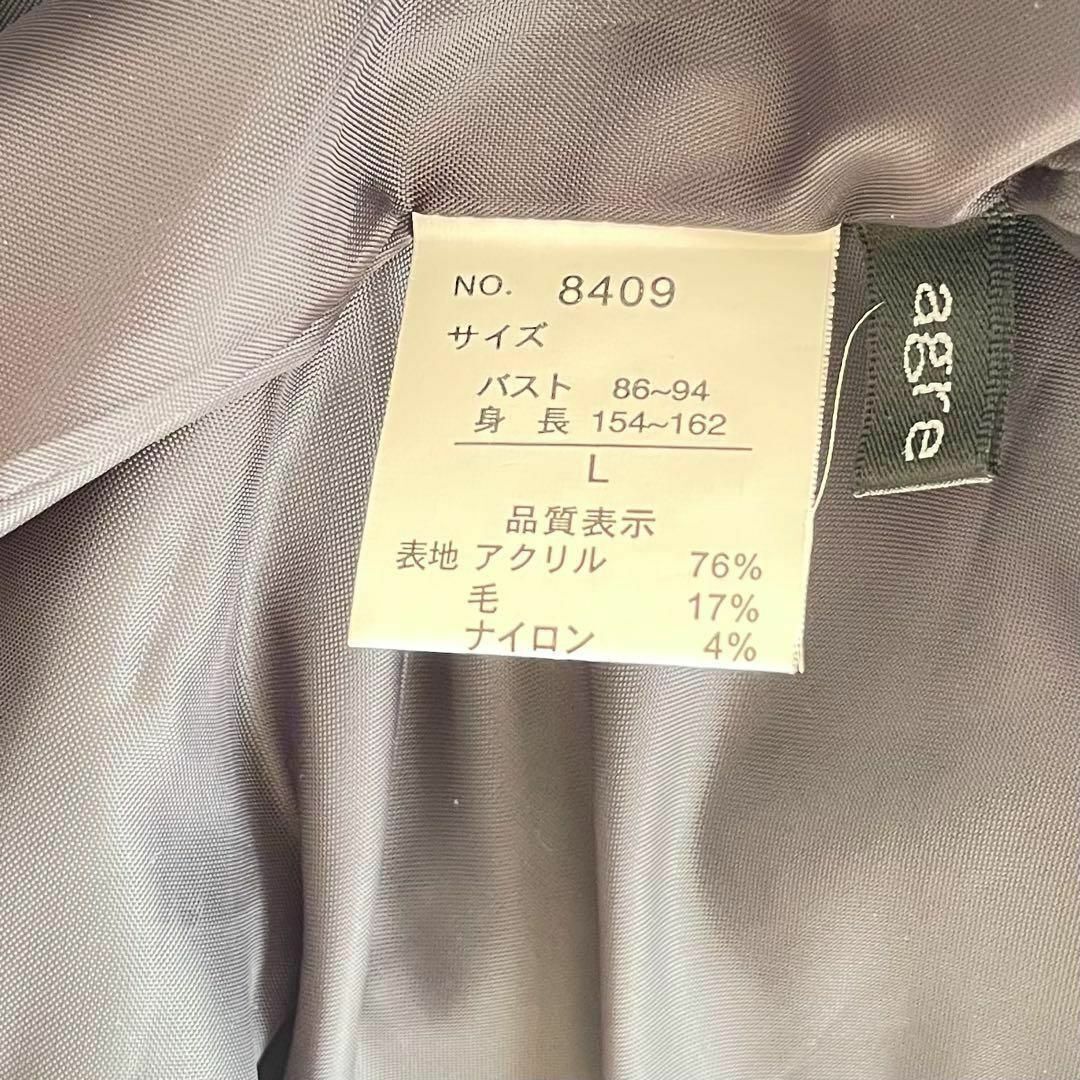 NO. 8409
サイズ
バスト 86~94
身 長 154~162
L
品質表示
表地 アクリル 76%
毛 17%
ナイロン 4%
agre